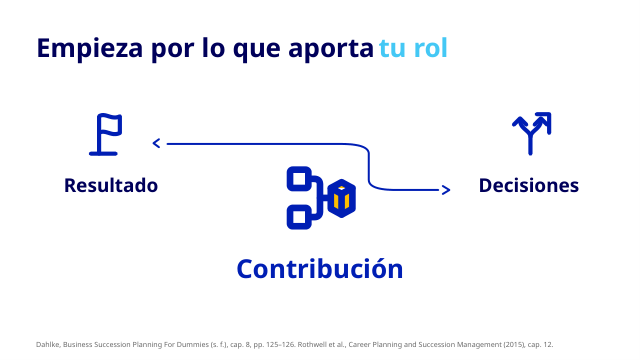 Empieza por lo que aporta tu rol
Resultado
Decisiones
Contribución
Dahlke, Business Succession Planning For Dummies (s. f.), cap. 8, pp. 125–126. Rothwell et al., Career Planning and Succession Management (2015), cap. 12.